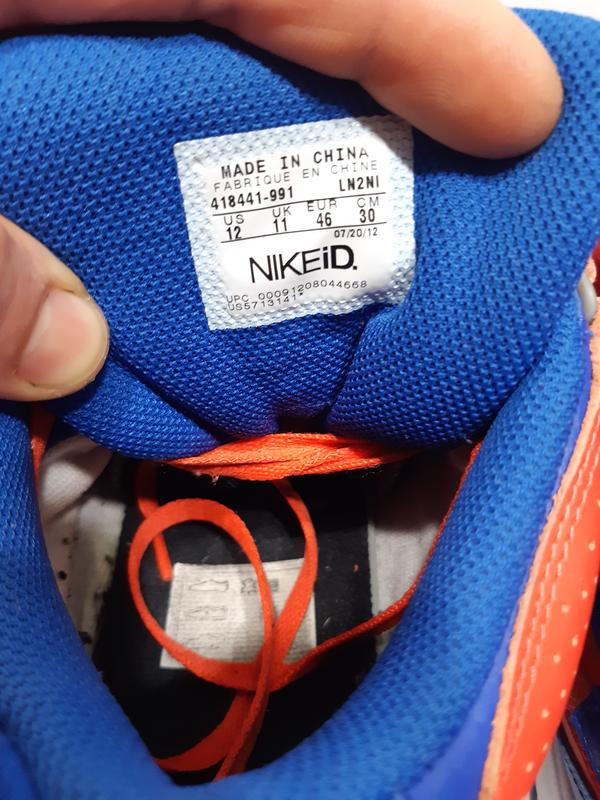 MADE IN CHINA
FABRIQUE EN CHINE
418441-991 LN2NI
US UK EUR CM
12 11 46 30
07/20/12
NIKEiD.
UPC 00091208044668
*US5713141*